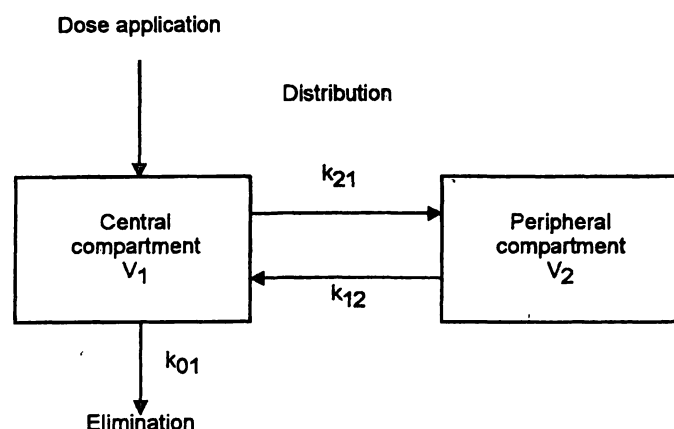 Dose application
Distribution
k21
Central
compartment
V1
Peripheral
compartment
V2
k12
k01
Elimination